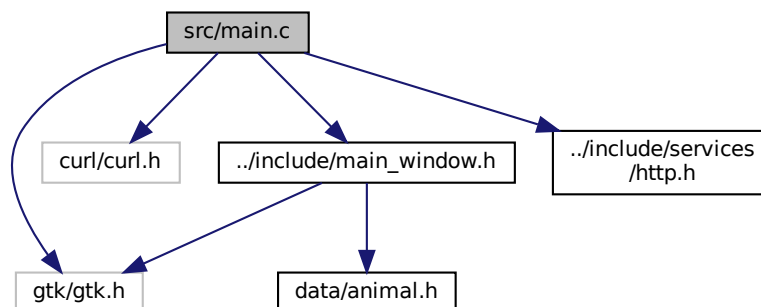 src/main.c
curl/curl.h
../include/main_window.h
../include/services
/http.h
gtk/gtk.h
data/animal.h